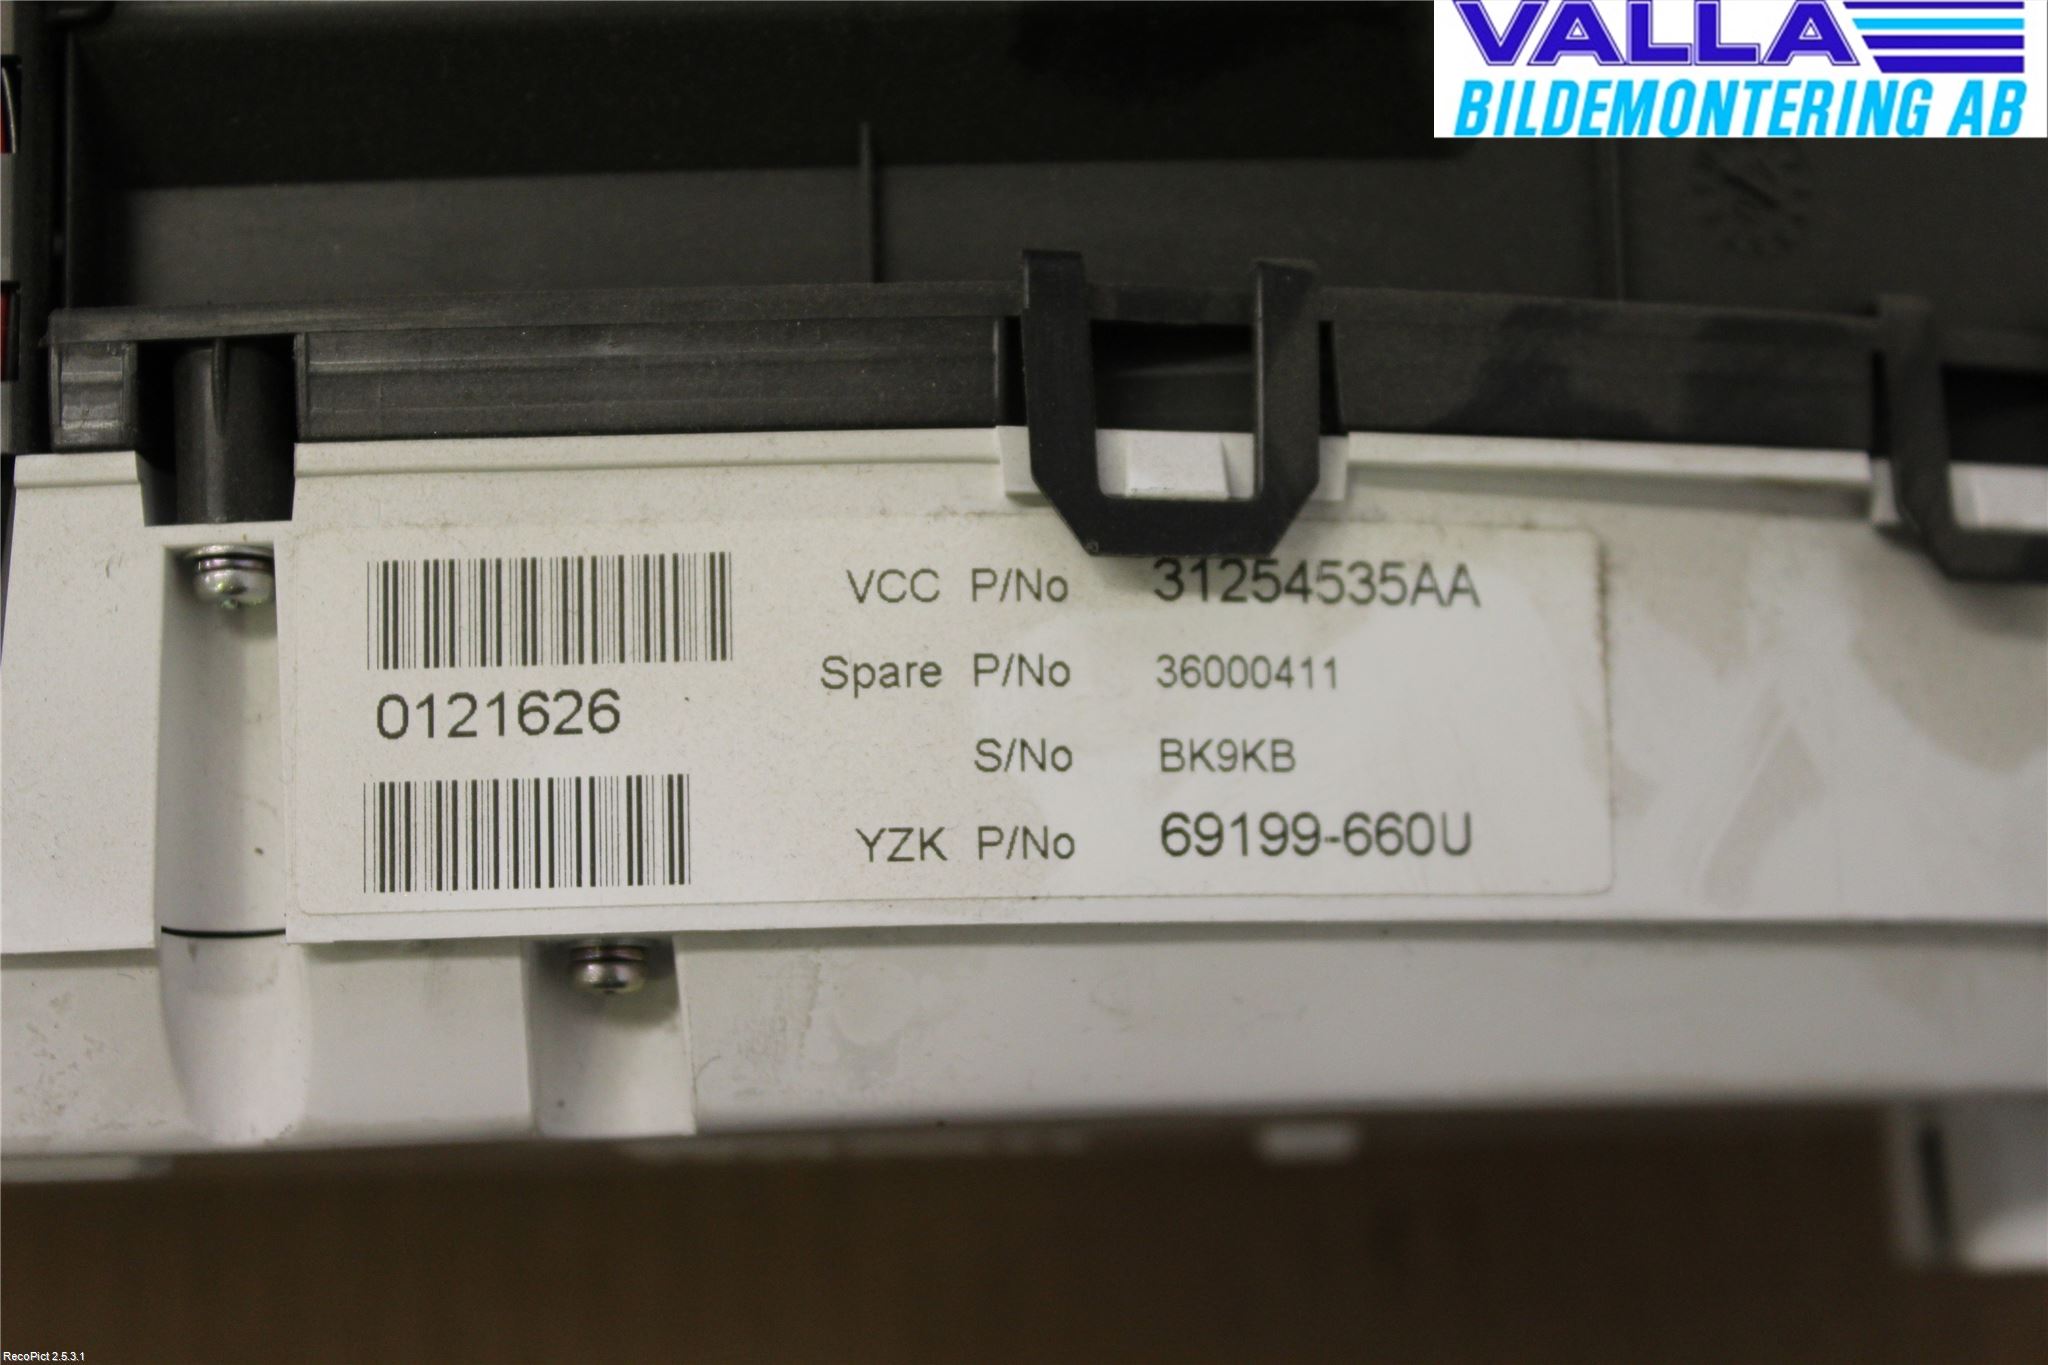 VALLA
BILDEMONTERING AB
VCC P/No 31254535AA
Spare P/No 36000411
0121626
S/No BK9KB
YZK P/No 69199-660U
RecoPict 2.5.3.1